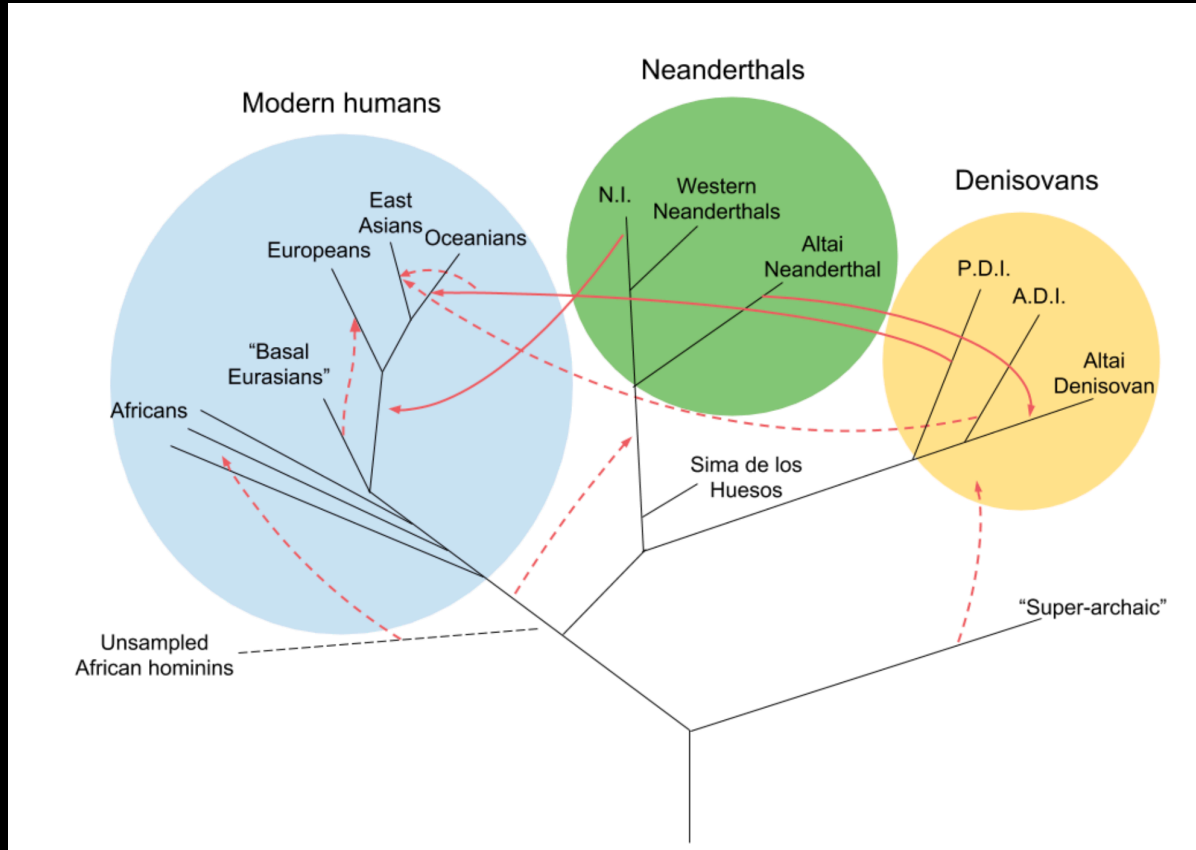 Neanderthals
Modern humans
Denisovans
East
Asians
Europeans
Oceanians
N.I.
Western
Neanderthals
Altai
Neanderthal
P.D.I.
A.D.I.
Altai
Denisovan
“Basal
Eurasians”
Africans
Sima de los
Huesos
“Super-archaic”
Unsampled
African hominins